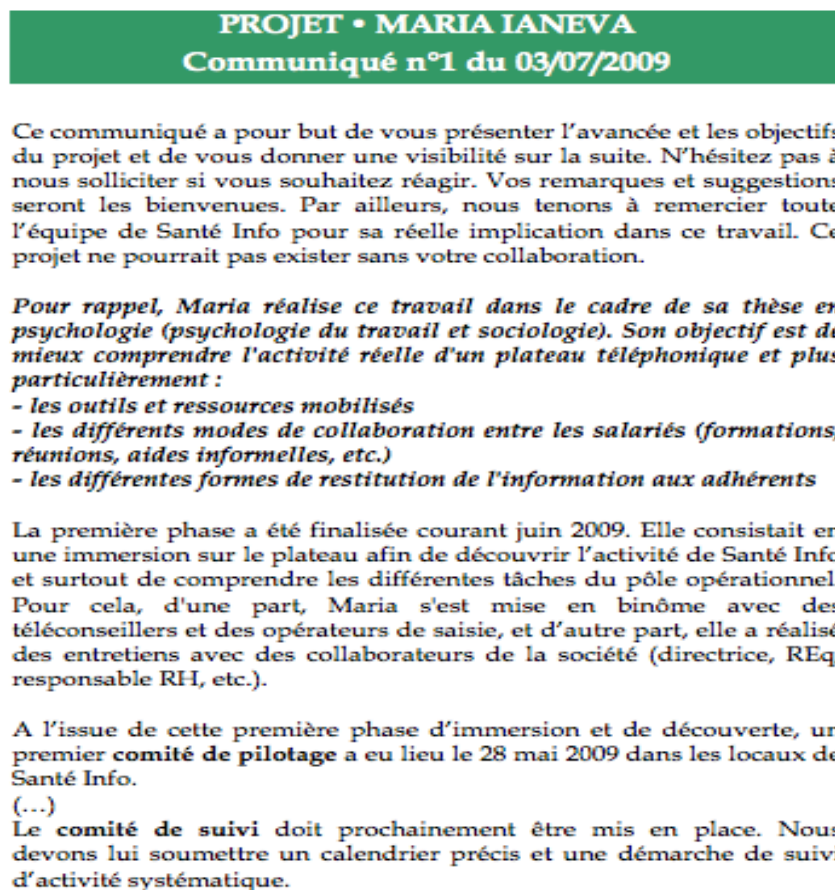 PROJET • MARIA IANEVA
Communiqué n°1 du 03/07/2009
Ce communiqué a pour but de vous présenter l'avancée et les objectifs
du projet et de vous donner une visibilité sur la suite. N'hésitez pas à
nous solliciter si vous souhaitez réagir. Vos remarques et suggestions
seront les bienvenues. Par ailleurs, nous tenons à remercier toute
l'équipe de Santé Info pour sa réelle implication dans ce travail. Ce
projet ne pourrait pas exister sans votre collaboration.
Pour rappel, Maria réalise ce travail dans le cadre de sa thèse en
psychologie (psychologie du travail et sociologie). Son objectif est de
mieux comprendre l'activité réelle d'un plateau téléphonique et plus
particulièrement :
- les outils et ressources mobilisés
- les différents modes de collaboration entre les salariés (formations,
réunions, aides informelles, etc.)
- les différentes formes de restitution de l'information aux adhérents
La première phase a été finalisée courant juin 2009. Elle consistait en
une immersion sur le plateau afin de découvrir l'activité de Santé Info
et surtout de comprendre les différentes tâches du pôle opérationnel.
Pour cela, d'une part, Maria s'est mise en binôme avec des
téléconseillers et des opérateurs de saisie, et d'autre part, elle a réalisé
des entretiens avec des collaborateurs de la société (directrice, REq,
responsable RH, etc.).
A l'issue de cette première phase d'immersion et de découverte, un
premier comité de pilotage a eu lieu le 28 mai 2009 dans les locaux de
Santé Info.
(...)
Le comité de suivi doit prochainement être mis en place. Nous
devons lui soumettre un calendrier précis et une démarche de suivi
d'activité systématique.